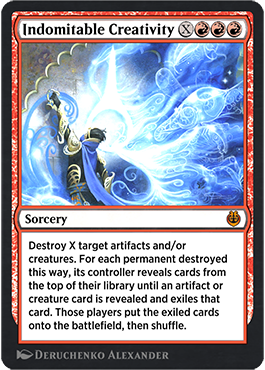 Indomitable Creativity XRRR
Sorcery
Destroy X target artifacts and/or
creatures. For each permanent destroyed
this way, its controller reveals cards from
the top of their library until an artifact or
creature card is revealed and exiles that
card. Those players put the exiled cards
onto the battlefield, then shuffle.
Deruchenko Alexander